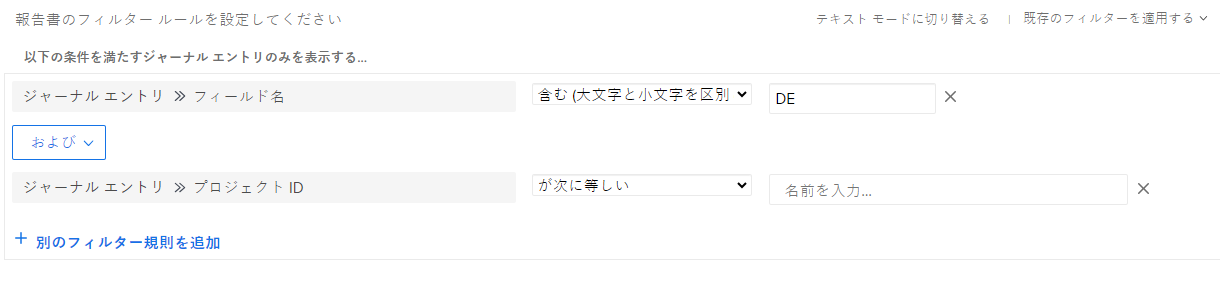 報告書のフィルター ルールを設定してください
テキスト モードに切り替える | 既存のフィルターを適用する
以下の条件を満たすジャーナル エントリのみを表示する...
ジャーナル エントリ » フィールド名 含む (大文字と小文字を区別 DE
および
ジャーナル エントリ » プロジェクト ID が次に等しい 名前を入力...
+ 別のフィルター規則を追加